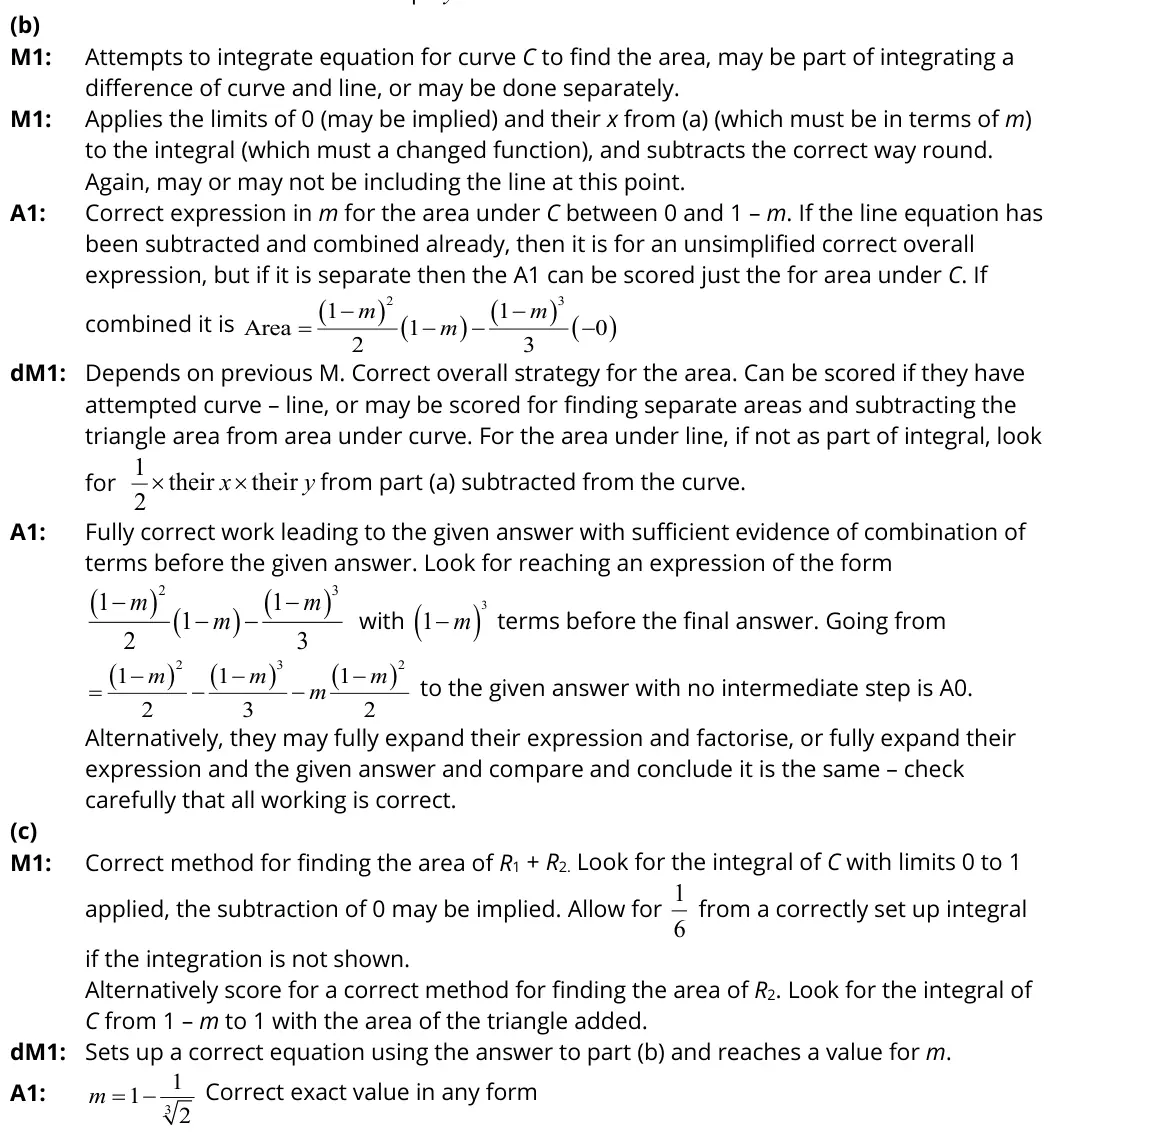 (b)
M1: Attempts to integrate equation for curve C to find the area, may be part of integrating a
difference of curve and line, or may be done separately.
M1: Applies the limits of 0 (may be implied) and their x from (a) (which must be in terms of m)
to the integral (which must a changed function), and subtracts the correct way round.
Again, may or may not be including the line at this point.
A1: Correct expression in m for the area under C between 0 and 1 – m. If the line equation has
been subtracted and combined already, then it is for an unsimplified correct overall
expression, but if it is separate then the A1 can be scored just the for area under C. If
combined it is Area = (1−m)²/2 (1−m) − (1−m)³/3 (−0)
dM1: Depends on previous M. Correct overall strategy for the area. Can be scored if they have
attempted curve – line, or may be scored for finding separate areas and subtracting the
triangle area from area under curve. For the area under line, if not as part of integral, look
for 1/2 × their x × their y from part (a) subtracted from the curve.
A1: Fully correct work leading to the given answer with sufficient evidence of combination of
terms before the given answer. Look for reaching an expression of the form
(1−m)²/2 (1−m) − (1−m)³/3 with (1−m)³ terms before the final answer. Going from
= (1−m)²/2 − (1−m)³/3 − m (1−m)²/2 to the given answer with no intermediate step is A0.
Alternatively, they may fully expand their expression and factorise, or fully expand their
expression and the given answer and compare and conclude it is the same – check
carefully that all working is correct.
(c)
M1: Correct method for finding the area of R₁ + R₂. Look for the integral of C with limits 0 to 1
applied, the subtraction of 0 may be implied. Allow for 1/6 from a correctly set up integral
if the integration is not shown.
Alternatively score for a correct method for finding the area of R₂. Look for the integral of
C from 1 – m to 1 with the area of the triangle added.
dM1: Sets up a correct equation using the answer to part (b) and reaches a value for m.
A1: m = 1 − 1/∛2 Correct exact value in any form